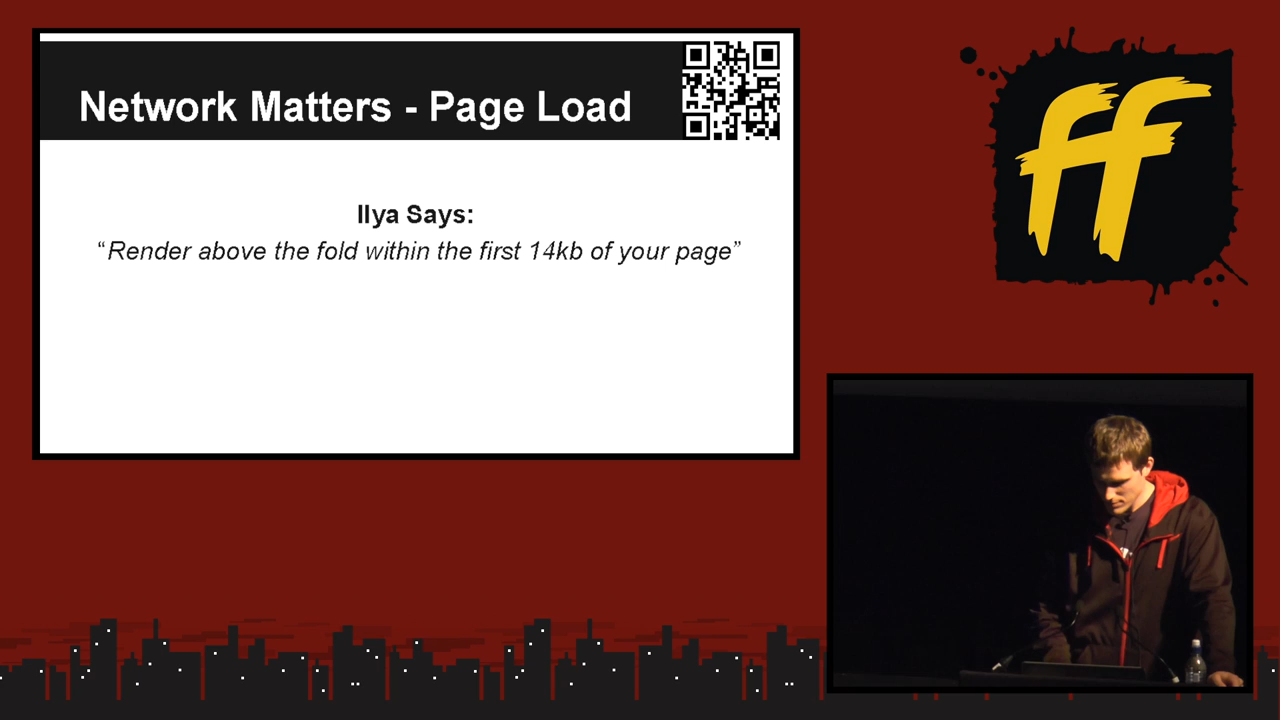 Network Matters - Page Load
Ilya Says:
“Render above the fold within the first 14kb of your page”
ff